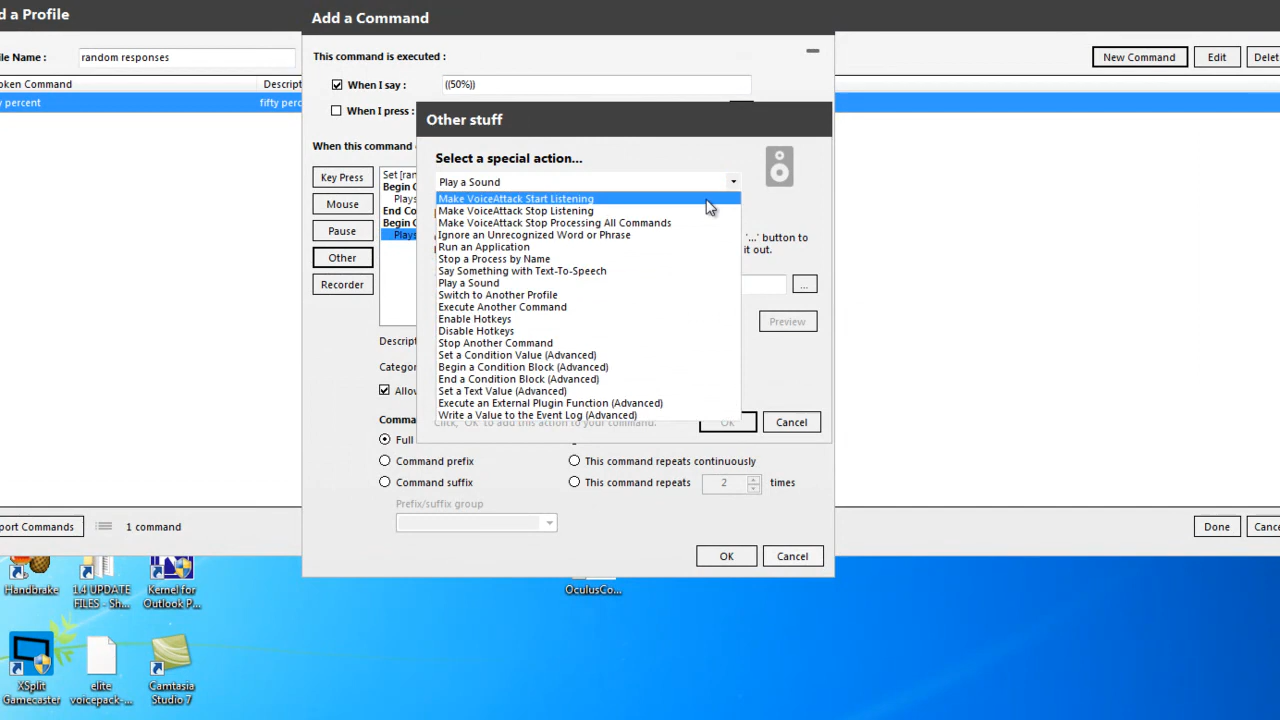 d a Profile
Add a Command
ile Name :
random responses
This command is executed :
New Command
Edit
Delet
oken Command
Descript
When I say :
((50%))
y percent
fifty perc
When I press :
Other stuff
When this command
Select a special action...
Key Press
Mouse
Pause
Other
Recorder
Set [ran
Begin C
Plays
End Co
Begin C
Plays
Play a Sound
Make VoiceAttack Start Listening
Make VoiceAttack Stop Listening
Make VoiceAttack Stop Processing All Commands
Ignore an Unrecognized Word or Phrase
Run an Application
Stop a Process by Name
Say Something with Text-To-Speech
Play a Sound
Switch to Another Profile
Execute Another Command
Enable Hotkeys
Disable Hotkeys
Stop Another Command
Set a Condition Value (Advanced)
Begin a Condition Block (Advanced)
End a Condition Block (Advanced)
Set a Text Value (Advanced)
Execute an External Plugin Function (Advanced)
Write a Value to the Event Log (Advanced)
'...' button to
it out.
...
Preview
Click, 'OK' to add this action to your command.
OK
Cancel
Descript
Categor
Allow
Comma
Full
Command prefix
This command repeats continuously
Command suffix
This command repeats
2
times
Prefix/suffix group
port Commands
1 command
Done
Cance
OK
Cancel
Handbrake
1.4 UPDATE
FILES - Sh...
Kernel for
Outlook P...
OculusCo...
XSplit
Gamecaster
elite
voicepack-...
Camtasia
Studio 7